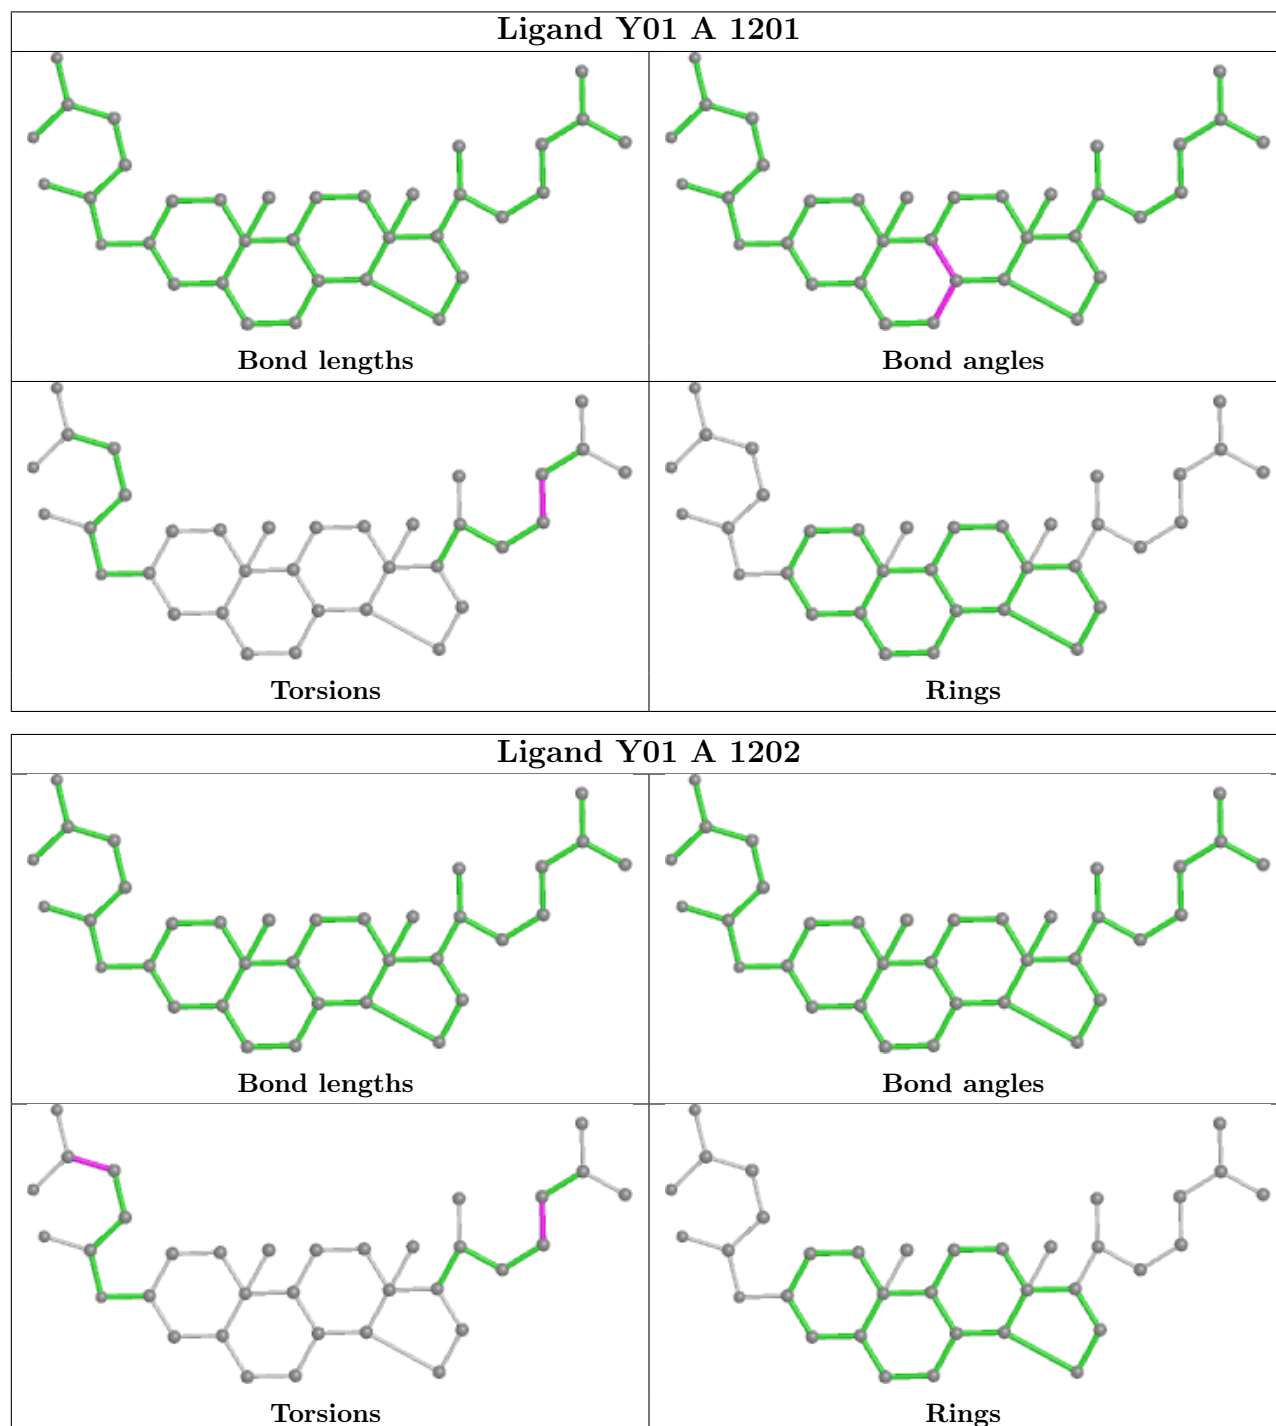 Ligand Y01 A 1201
Bond lengths
Bond angles
Torsions
Rings
Ligand Y01 A 1202
Bond lengths
Bond angles
Torsions
Rings